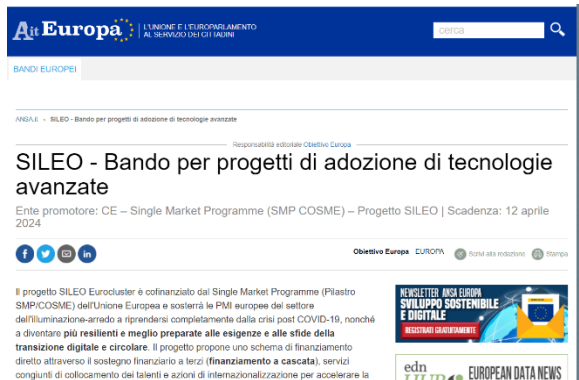 Ait Europa
L'UNIONE E L'EUROPARLAMENTO
AL SERVIZIO DEI CITTADINI
cerca
BANDI EUROPEI
ANSA.it › SILEO - Bando per progetti di adozione di tecnologie avanzate
Responsabilità editoriale Obiettivo Europa
SILEO - Bando per progetti di adozione di tecnologie
avanzate
Ente promotore: CE – Single Market Programme (SMP COSME) – Progetto SILEO | Scadenza: 12 aprile
2024
Obiettivo Europa EUROPA Scrivi alla redazione Stampa
Il progetto SILEO Eurocluster è cofinanziato dal Single Market Programme (Pilastro
SMP/COSME) dell'Unione Europea e sosterrà le PMI europee del settore
dell'illuminazione-arredo a riprendersi completamente dalla crisi post COVID-19, nonché
a diventare più resilienti e meglio preparate alle esigenze e alle sfide della
transizione digitale e circolare. Il progetto propone uno schema di finanziamento
diretto attraverso il sostegno finanziario a terzi (finanziamento a cascata), servizi
congiunti di collocamento dei talenti e azioni di internazionalizzazione per accelerare la
NEWSLETTER ANSA EUROPA
SVILUPPO SOSTENIBILE
E DIGITALE
REGISTRATI GRATUITAMENTE
edn
HUB
EUROPEAN DATA NEWS